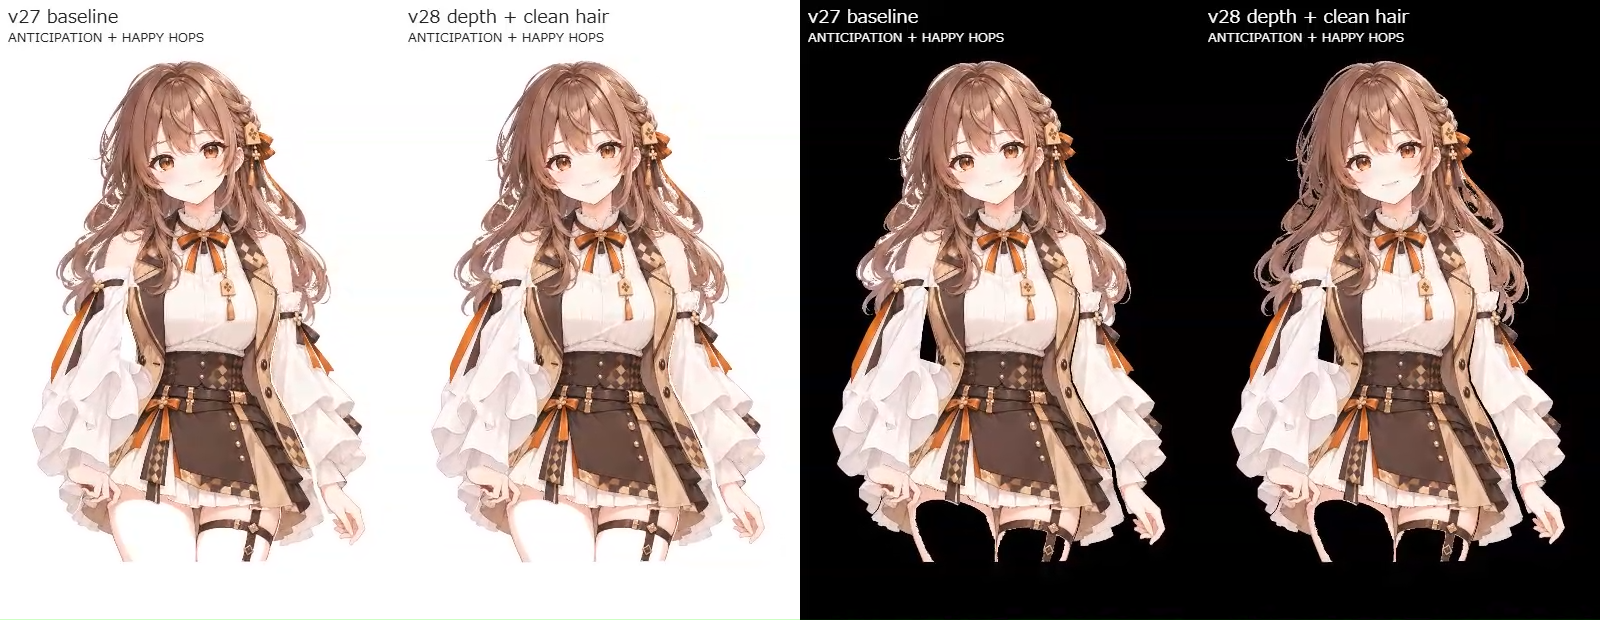 v27 baseline
ANTICIPATION + HAPPY HOPS
v28 depth + clean hair
ANTICIPATION + HAPPY HOPS
v27 baseline
ANTICIPATION + HAPPY HOPS
v28 depth + clean hair
ANTICIPATION + HAPPY HOPS